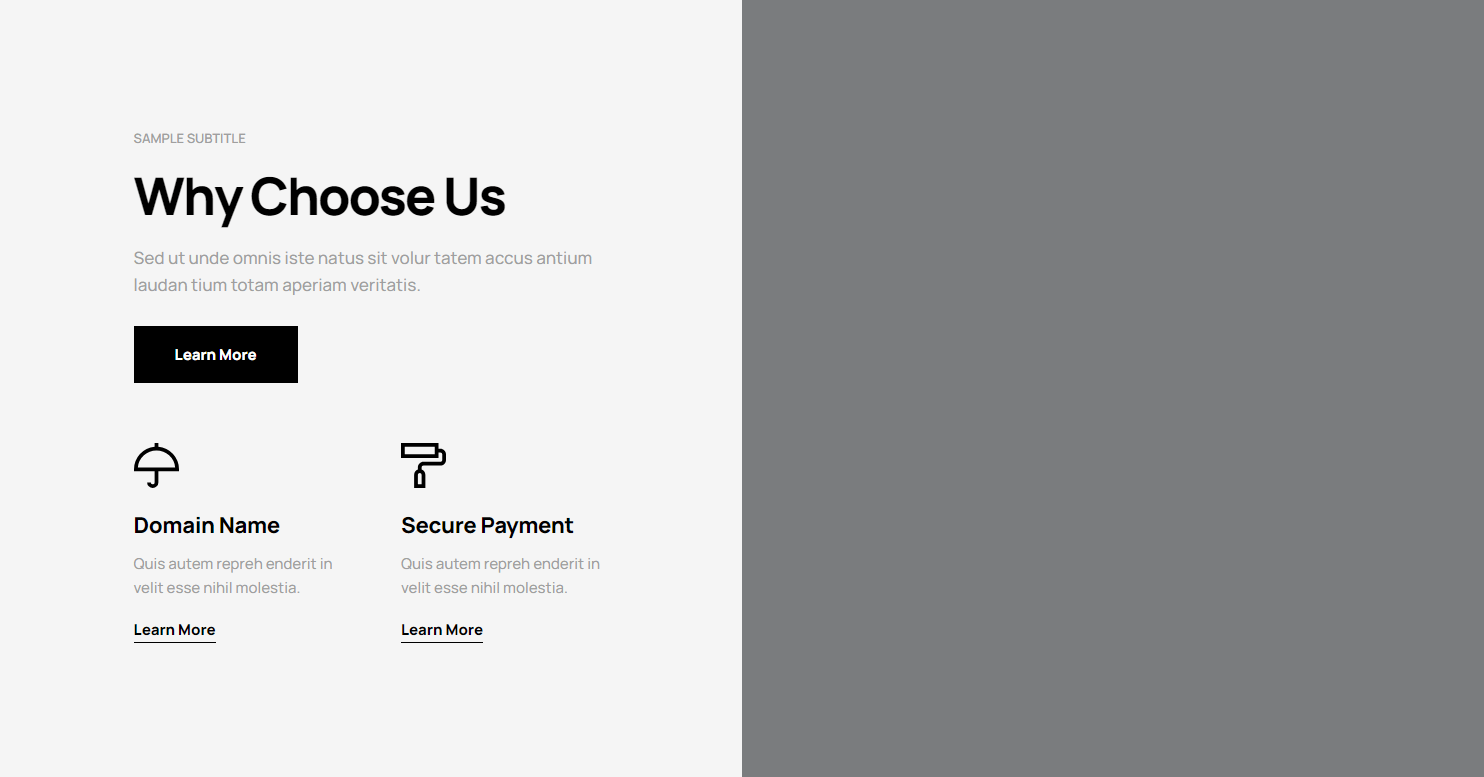 SAMPLE SUBTITLE
Why Choose Us
Sed ut unde omnis iste natus sit volur tatem accus antium
laudan tium totam aperiam veritatis.
Learn More
Domain Name
Quis autem repreh enderit in
velit esse nihil molestia.
Learn More
Secure Payment
Quis autem repreh enderit in
velit esse nihil molestia.
Learn More